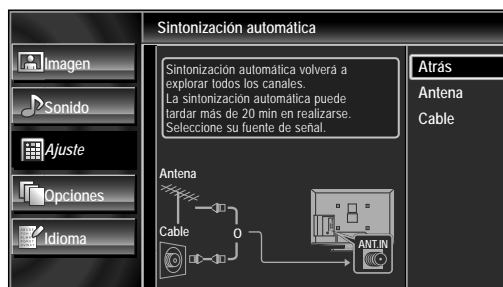 Sintonización automática
Imagen
Sonido
Ajuste
Opciones
Idioma
Sintonización automática volverá a
explorar todos los canales.
La sintonización automática puede
tardar más de 20 min en realizarse.
Seleccione su fuente de señal.
Antena
Cable
O
ANT.IN
Atrás
Antena
Cable